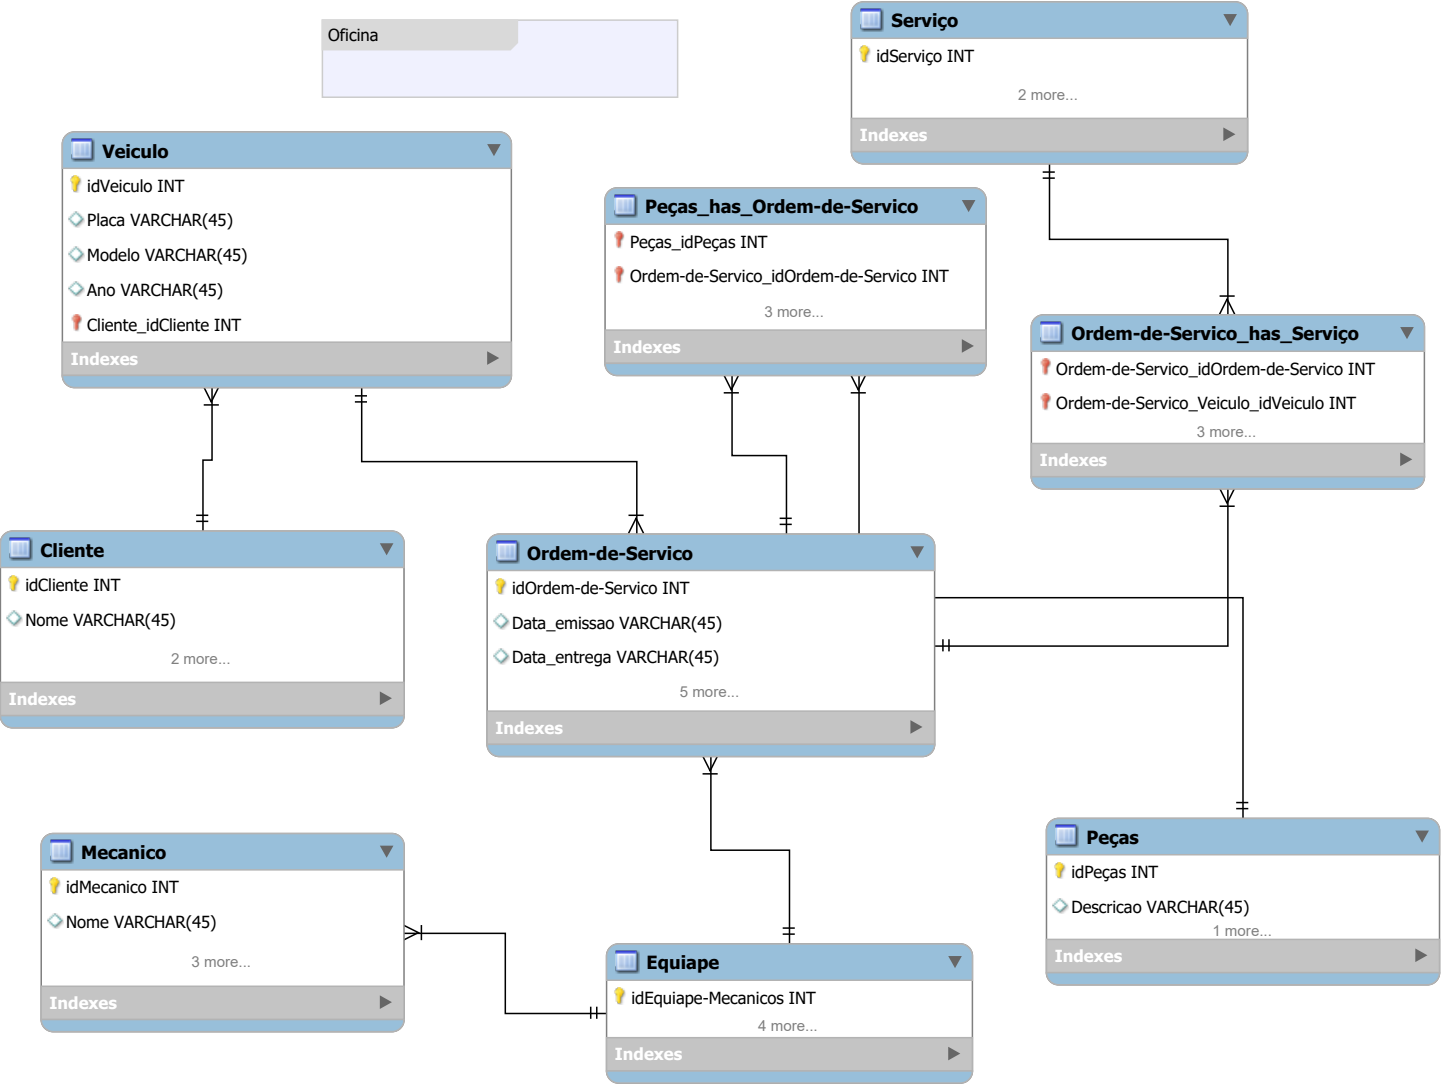 Oficina
Serviço
idServiço INT
2 more...
Indexes
Veiculo
idVeiculo INT
Placa VARCHAR(45)
Modelo VARCHAR(45)
Ano VARCHAR(45)
Cliente_idCliente INT
Indexes
Peças_has_Ordem-de-Servico
Peças_idPeças INT
Ordem-de-Servico_idOrdem-de-Servico INT
3 more...
Indexes
Ordem-de-Servico_has_Serviço
Ordem-de-Servico_idOrdem-de-Servico INT
Ordem-de-Servico_Veiculo_idVeiculo INT
3 more...
Indexes
Cliente
idCliente INT
Nome VARCHAR(45)
2 more...
Indexes
Ordem-de-Servico
idOrdem-de-Servico INT
Data_emissao VARCHAR(45)
Data_entrega VARCHAR(45)
5 more...
Indexes
Mecanico
idMecanico INT
Nome VARCHAR(45)
3 more...
Indexes
Equiape
idEquiape-Mecanicos INT
4 more...
Indexes
Peças
idPeças INT
Descricao VARCHAR(45)
1 more...
Indexes